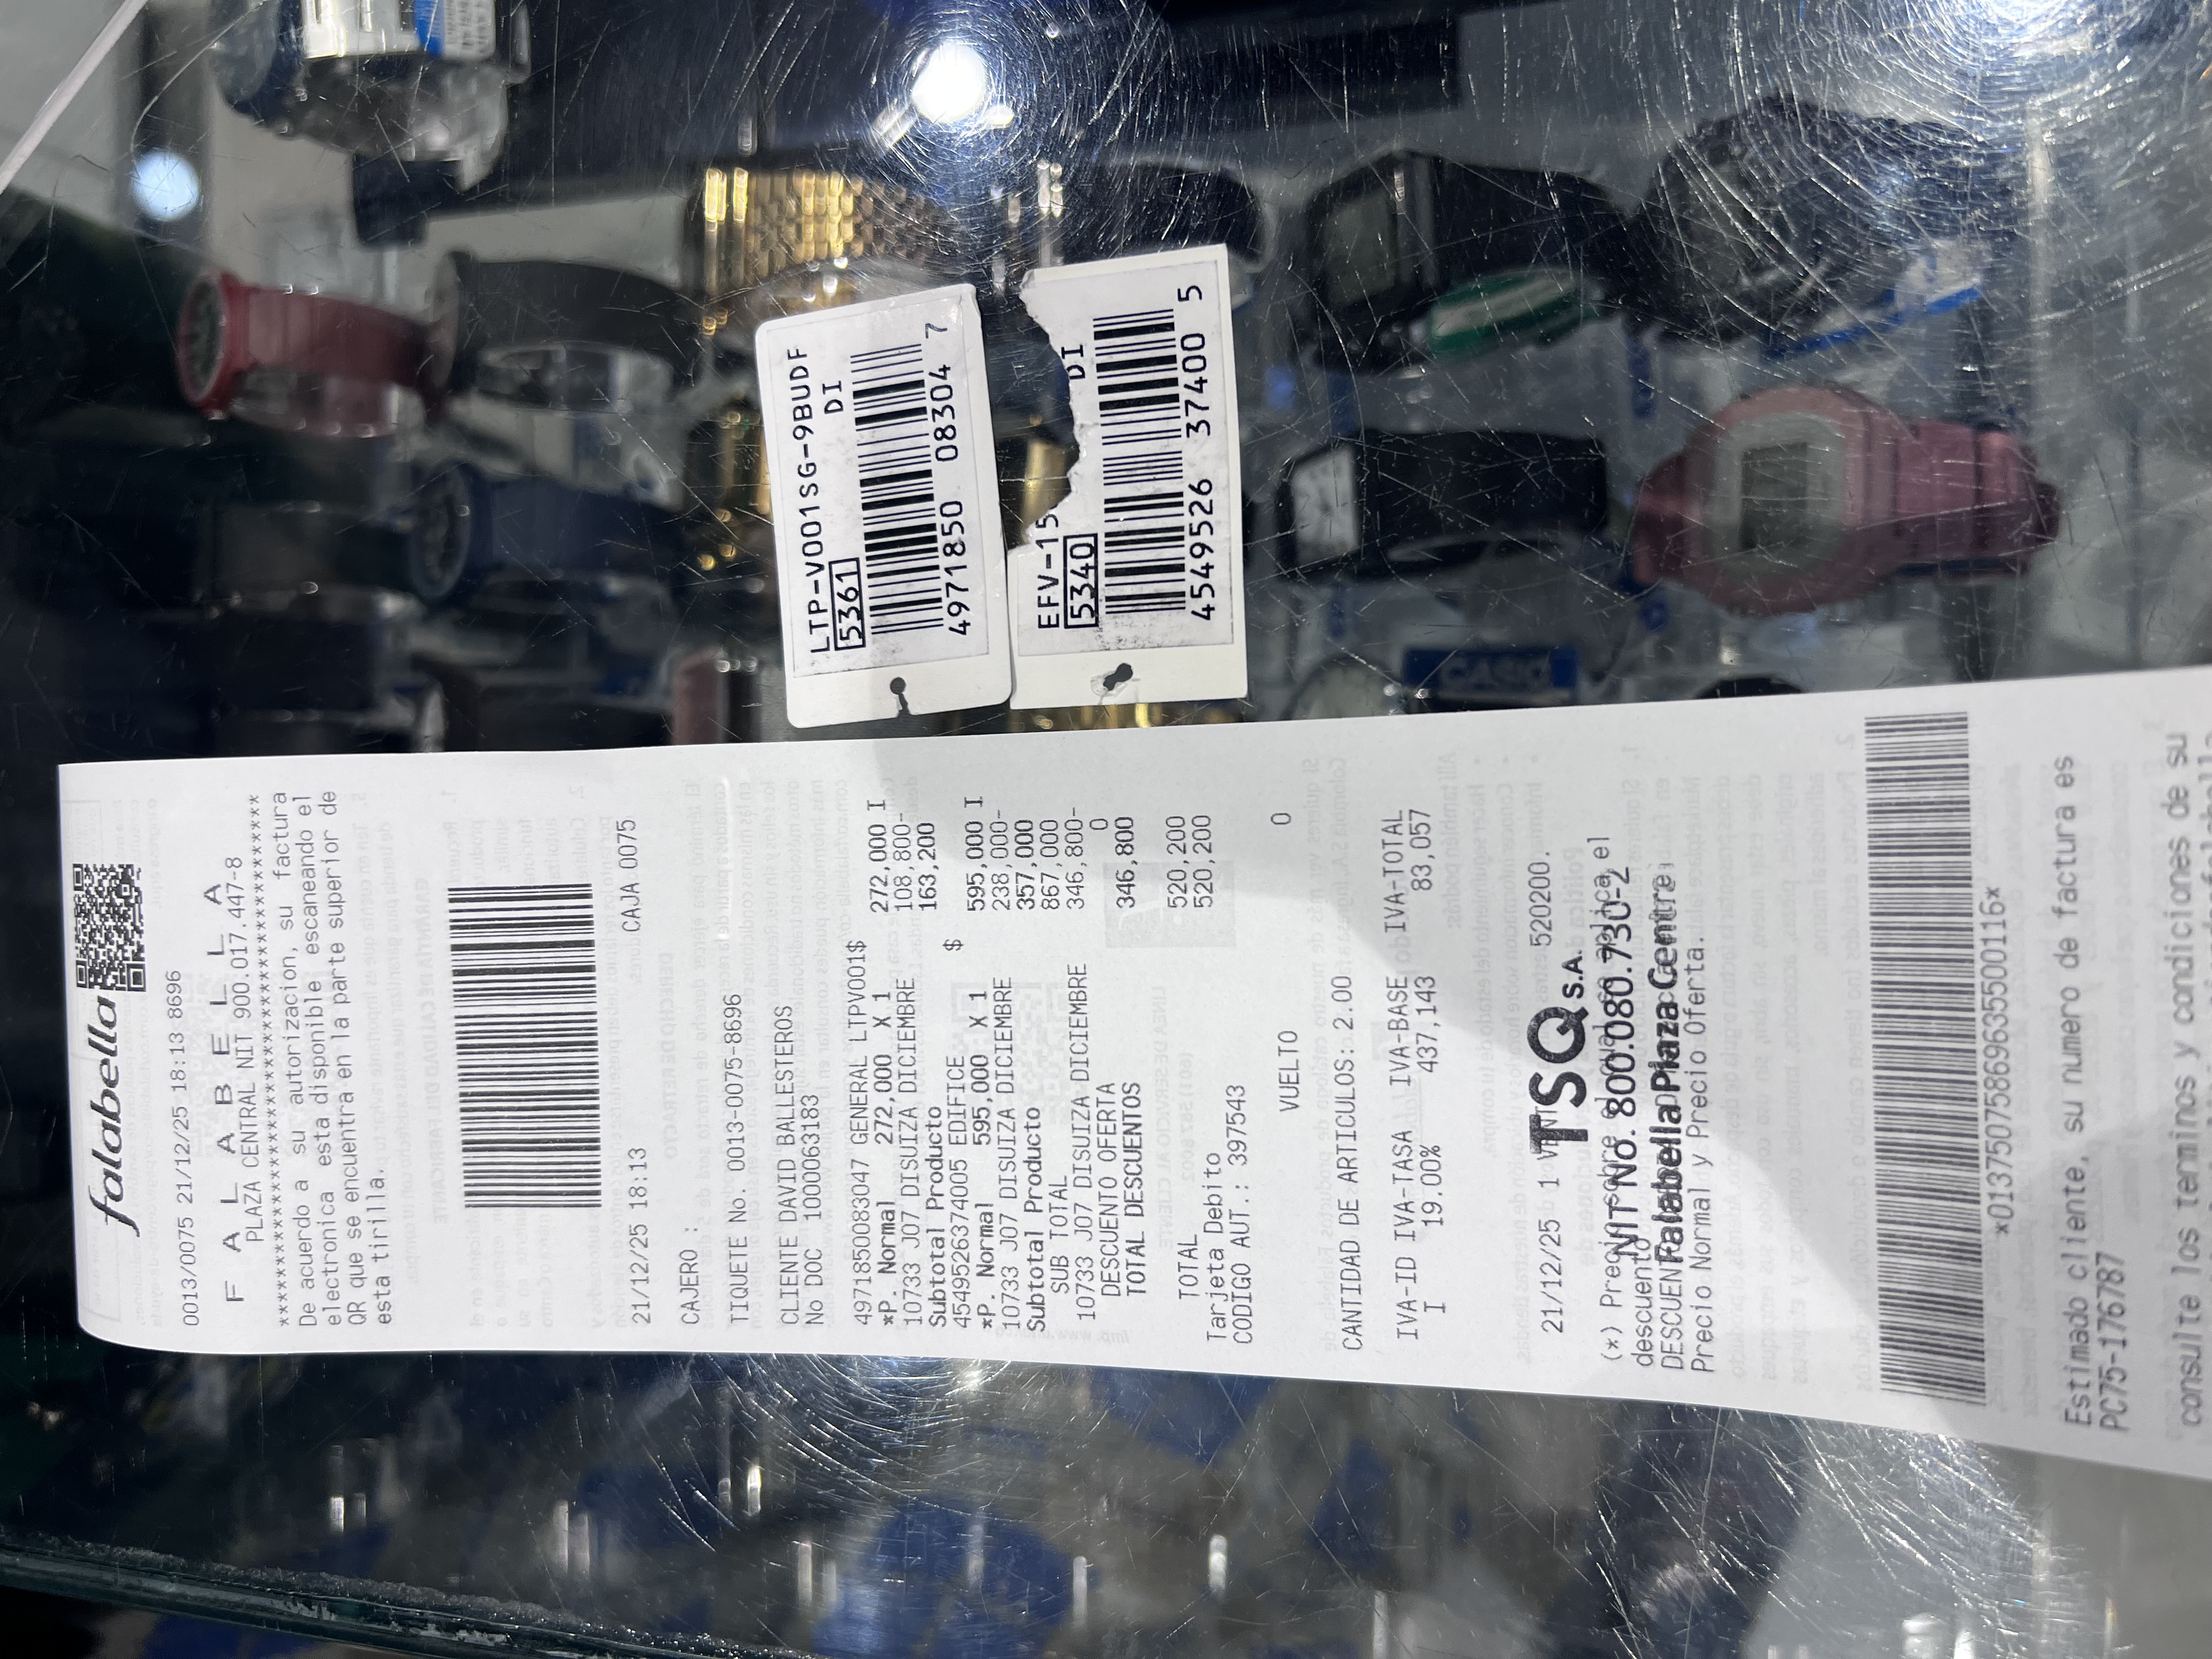 falabella
0013/0075 21/12/25 18:13 8696
F A L A B E L L A
PLAZA CENTRAL NIT 900.017.447-8
****************************************
De acuerdo a su autorizacion, su factura
electronica esta disponible escaneando el
QR que se encuentra en la parte superior de
esta tirilla.
21/12/25 18:13 CAJA 0075
CAJERO :
TIQUETE No. 0013-0075-8696
CLIENTE DAVID BALLESTEROS
No DOC 1000063183
4971850083047 GENERAL LTPV001$ 272,000 I
*P. Normal 272,000 X 1
10733 J07 DISUIZA DICIEMBRE 108,800-
Subtotal Producto 163,200
4549526374005 EDIFICE $ 595,000 I
*P. Normal 595,000 X 1
10733 J07 DISUIZA DICIEMBRE 238,000-
Subtotal Producto 357,000
SUB TOTAL 867,000
10733 J07 DISUIZA DICIEMBRE 346,800-
DESCUENTO OFERTA 0
TOTAL DESCUENTOS 346,800
TOTAL 520,200
Tarjeta Debito 520,200
CODIGO AUT.: 397543
VUELTO 0
CANTIDAD DE ARTICULOS: 2.00
IVA-ID IVA-TASA IVA-BASE IVA-TOTAL
I 19.00% 437,143 83,057
21/12/25 1 520200.
TSQ S.A.
NIT No. 800.080.730-2
Falabella Plaza Centre
(*) Precio sobre el
descuento
Precio Normal y Precio Oferta.
*013750758696355500116*
Estimado cliente, su numero de factura es
PC75-176787
consulte los terminos y condiciones de su
LTP-V001SG-9BUDF
5361 DI
4971850 08304 7
EFV-15
5340 DI
4549526 37400 5
CASIO